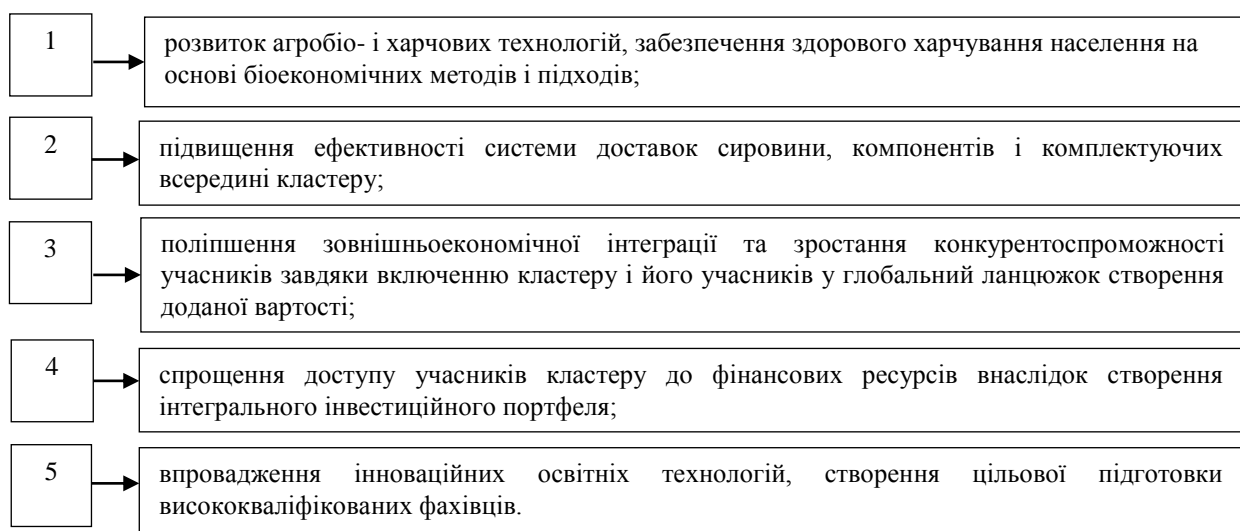 1
розвиток агробіо- і харчових технологій, забезпечення здорового харчування населення на
основі біоекономічних методів і підходів;
2
підвищення ефективності системи доставок сировини, компонентів і комплектуючих
всередині кластеру;
3
поліпшення зовнішньоекономічної інтеграції та зростання конкурентоспроможності
учасників завдяки включенню кластеру і його учасників у глобальний ланцюжок створення
доданої вартості;
4
спрощення доступу учасників кластеру до фінансових ресурсів внаслідок створення
інтегрального інвестиційного портфеля;
5
впровадження інноваційних освітніх технологій, створення цільової підготовки
висококваліфікованих фахівців.